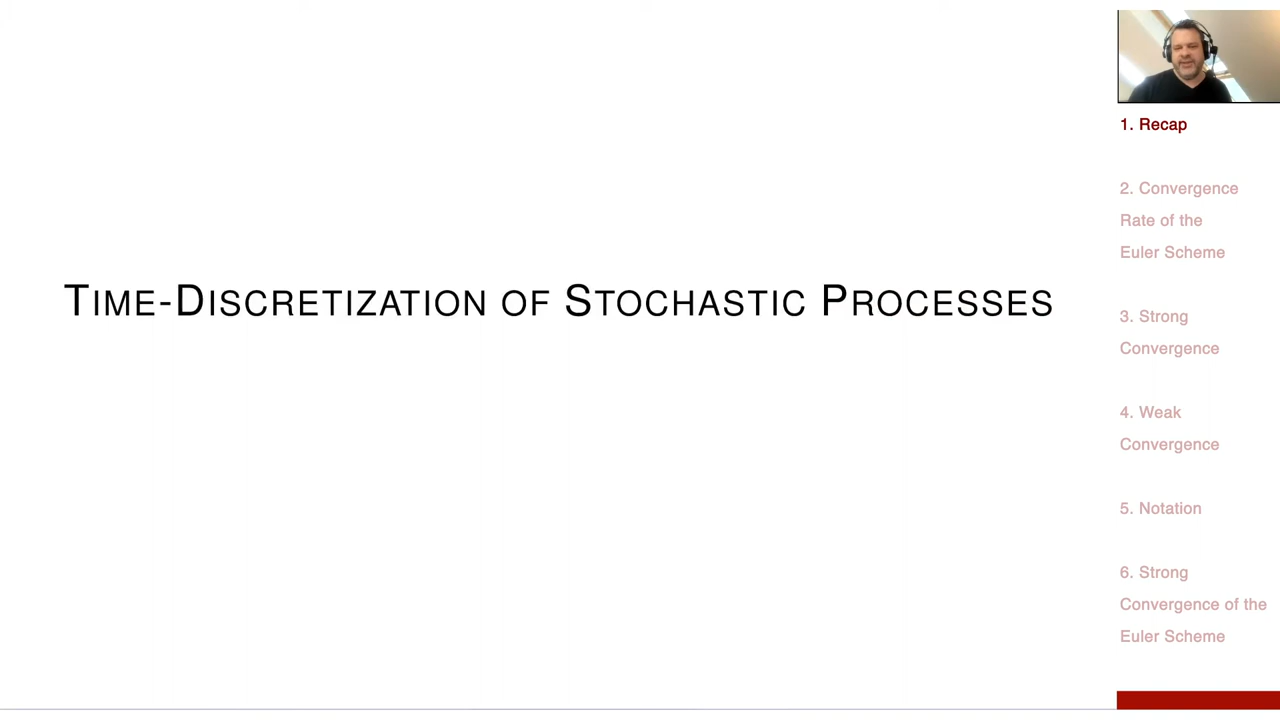 TIME-DISCRETIZATION OF STOCHASTIC PROCESSES
1. Recap
2. Convergence
Rate of the
Euler Scheme
3. Strong
Convergence
4. Weak
Convergence
5. Notation
6. Strong
Convergence of the
Euler Scheme